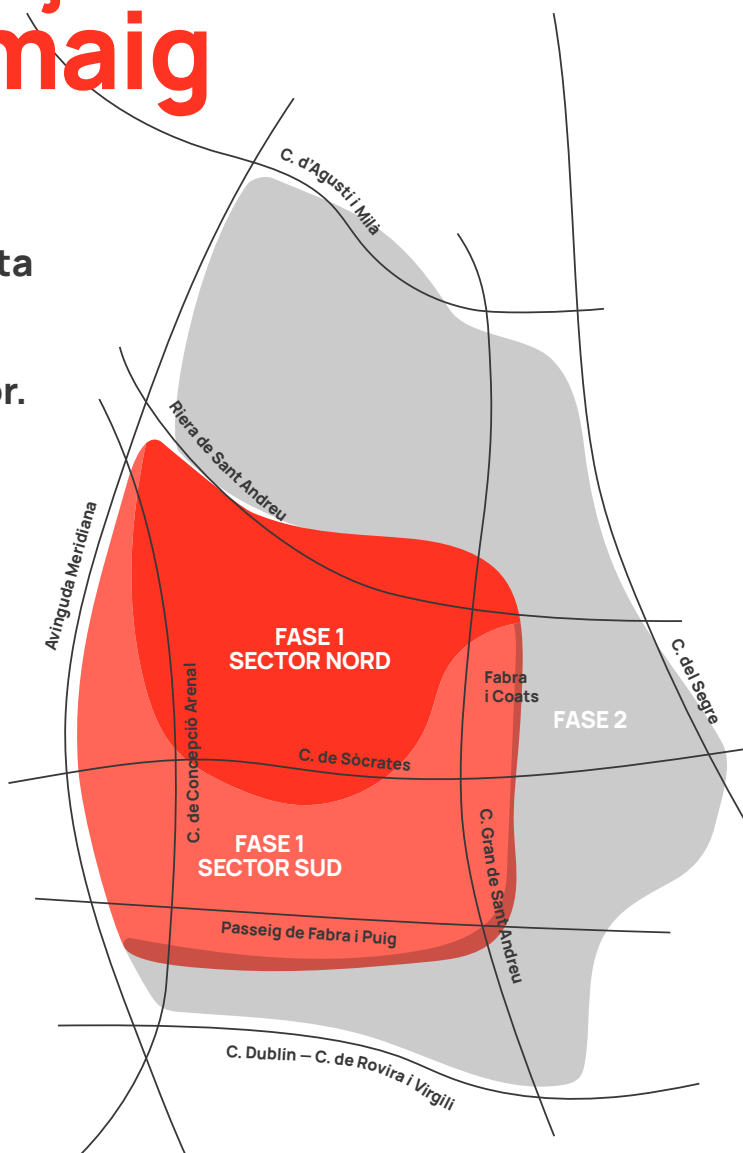 maig
C. d'Agustí i Milà
ta
or.
Riera de Sant Andreu
Avinguda Meridiana
FASE 1
SECTOR NORD
C. de Concepció Arenal
Fabra
i Coats
C. del Segre
FASE 2
C. de Sòcrates
C. Gran de Sant Andreu
FASE 1
SECTOR SUD
Passeig de Fabra i Puig
C. Dublín — C. de Rovira i Virgili